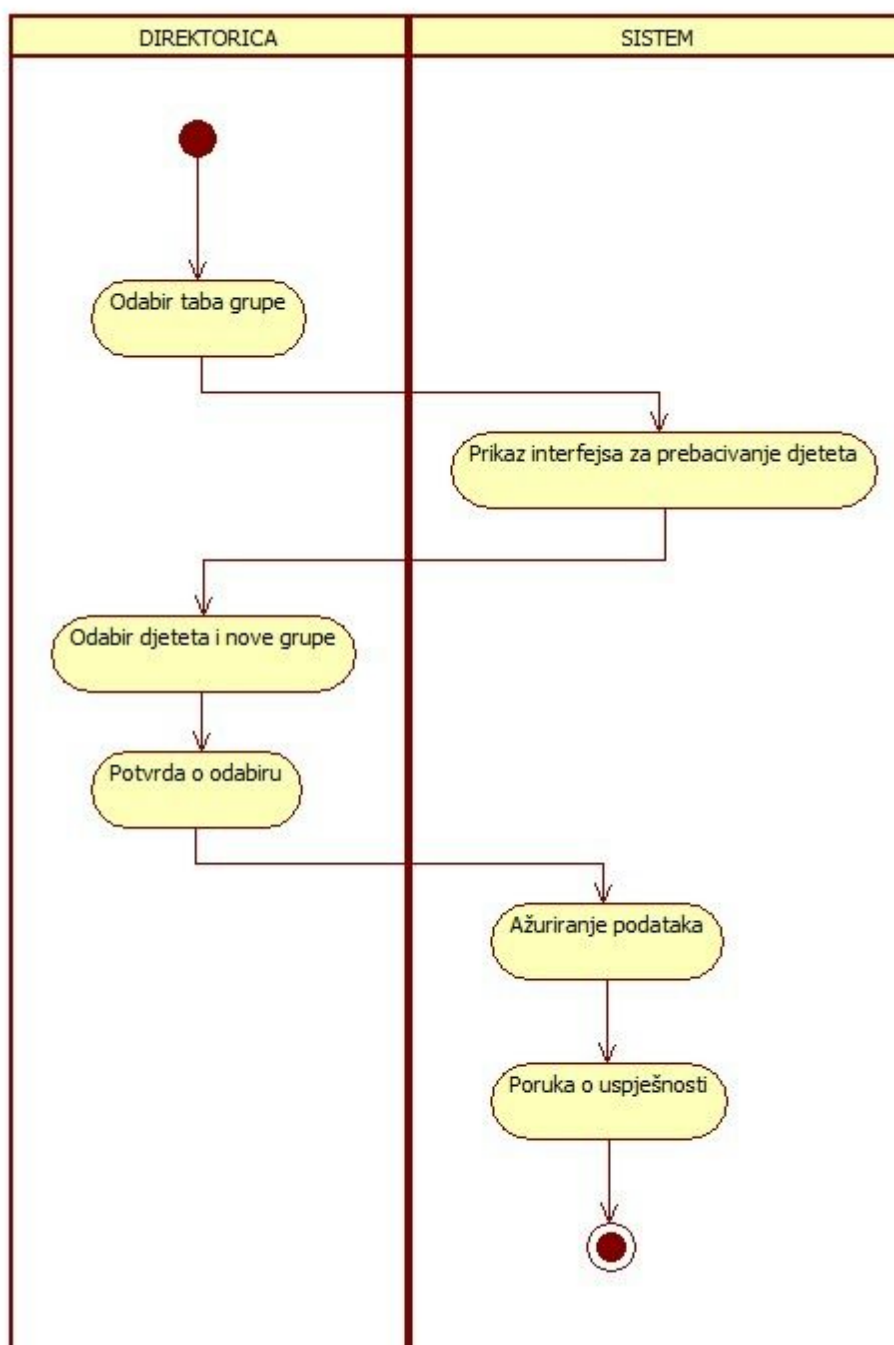 DIREKTORICA
SISTEM
Odabir taba grupe
Prikaz interfejsa za prebacivanje djeteta
Odabir djeteta i nove grupe
Potvrda o odabiru
Ažuriranje podataka
Poruka o uspješnosti